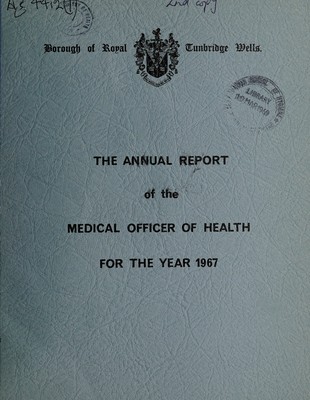 2nd copy
Borough of Royal Tunbridge Wells.
LIBRARY
THE ANNUAL REPORT
of the
MEDICAL OFFICER OF HEALTH
FOR THE YEAR 1967